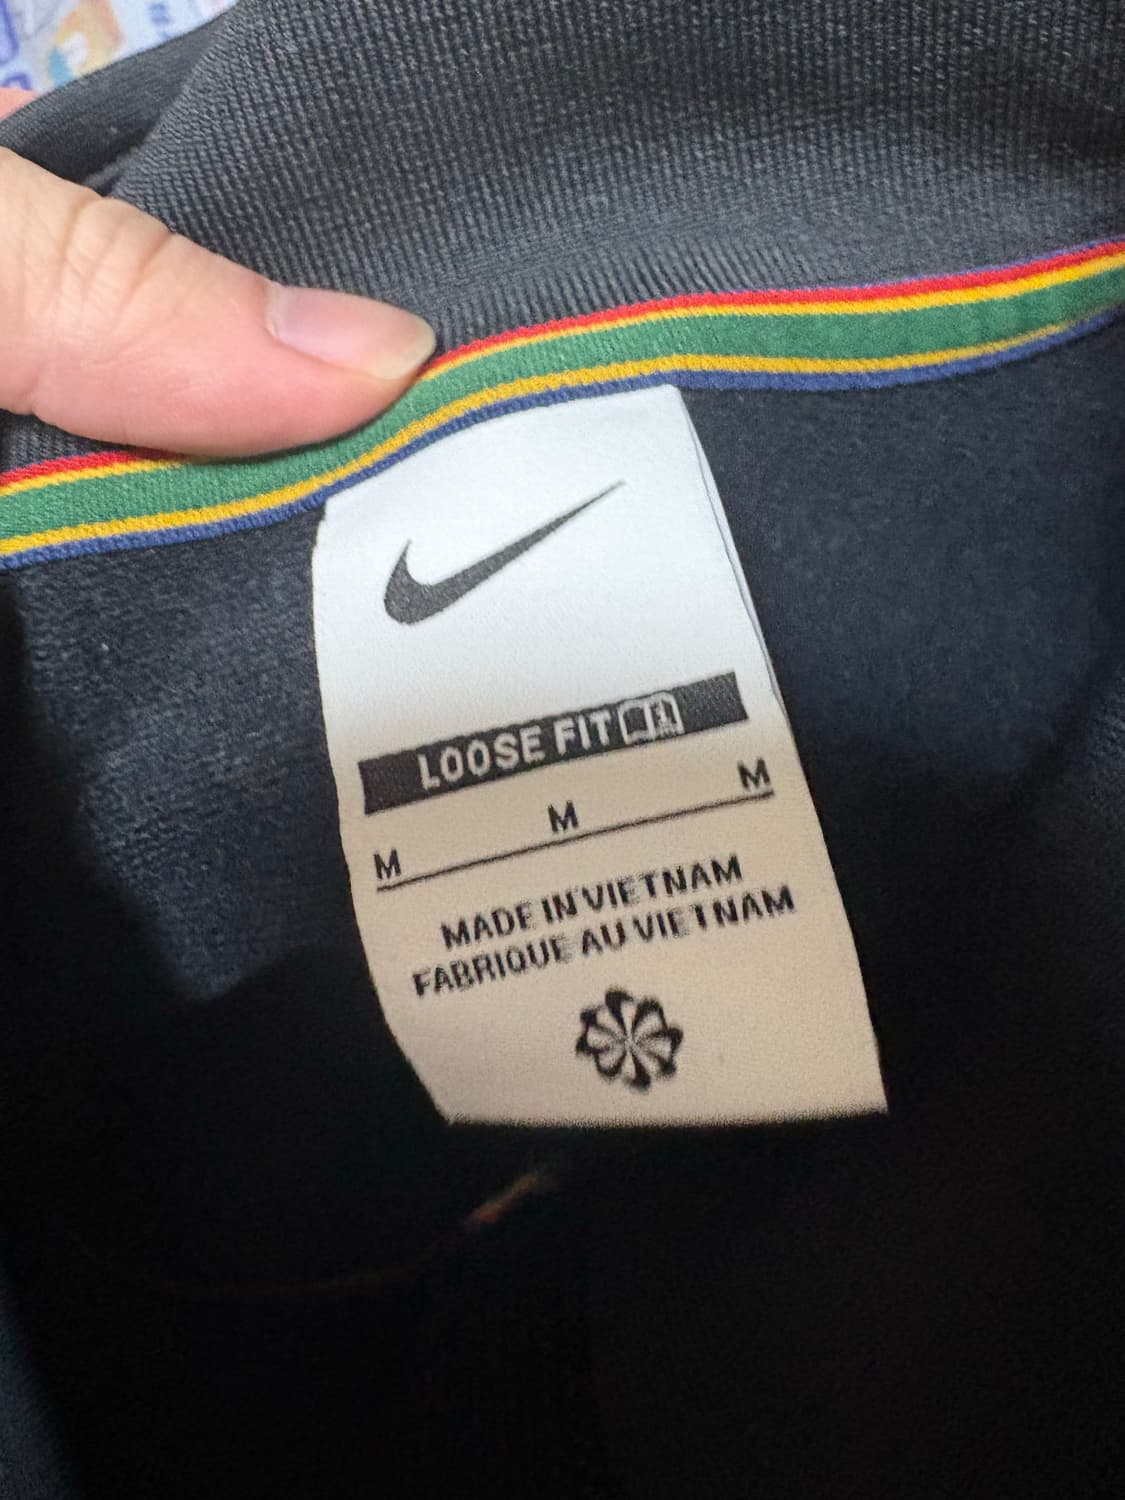 LOOSE FIT
M M M
MADE IN VIETNAM
FABRIQUE AU VIETNAM